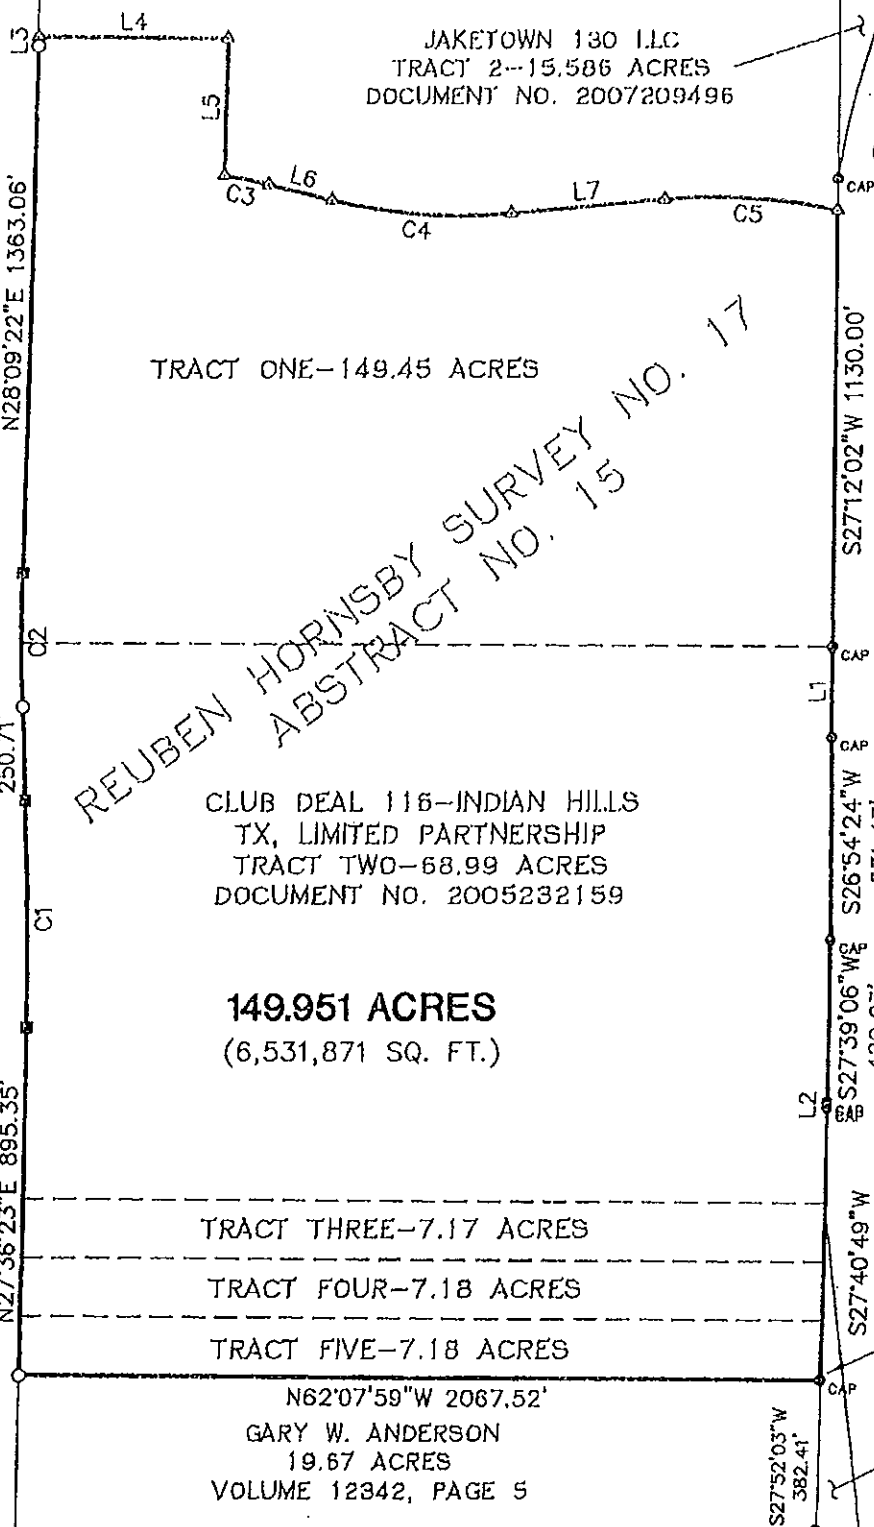 L3
L4
JAKETOWN 130 LLC
TRACT 2--15.586 ACRES
DOCUMENT NO. 2007209496
L5
C3
L6
C4
L7
C5
CAP
N28°09'22"E 1363.06'
TRACT ONE-149.45 ACRES
S27°12'02"W 1130.00'
REUBEN HORNSBY SURVEY NO. 17
ABSTRACT NO. 15
C2
CAP
L1
250.71
CAP
CLUB DEAL 116-INDIAN HILLS
TX, LIMITED PARTNERSHIP
TRACT TWO-68.99 ACRES
DOCUMENT NO. 2005232159
S26°54'24"W
C1
CAP
149.951 ACRES
(6,531,871 SQ. FT.)
S27°39'06"W
L2
CAP
N27°36'23"E 895.35'
TRACT THREE-7.17 ACRES
S27°40'49"W
TRACT FOUR-7.18 ACRES
TRACT FIVE-7.18 ACRES
CAP
N62°07'59"W 2067.52'
GARY W. ANDERSON
19.67 ACRES
VOLUME 12342, PAGE 5
S27°52'03"W
382.41'